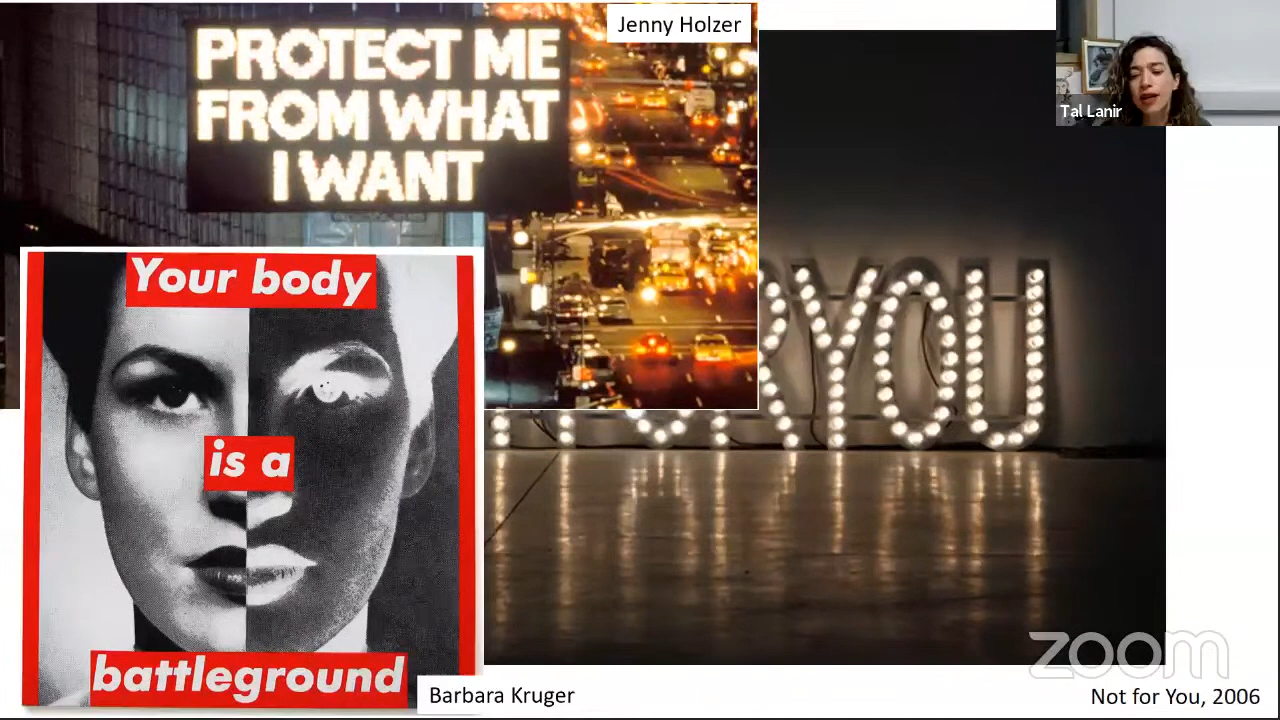 Jenny Holzer
PROTECT ME
FROM WHAT
I WANT
Tal Lanir
YOU
Your body
is a
battleground
Barbara Kruger
zoom
Not for You, 2006